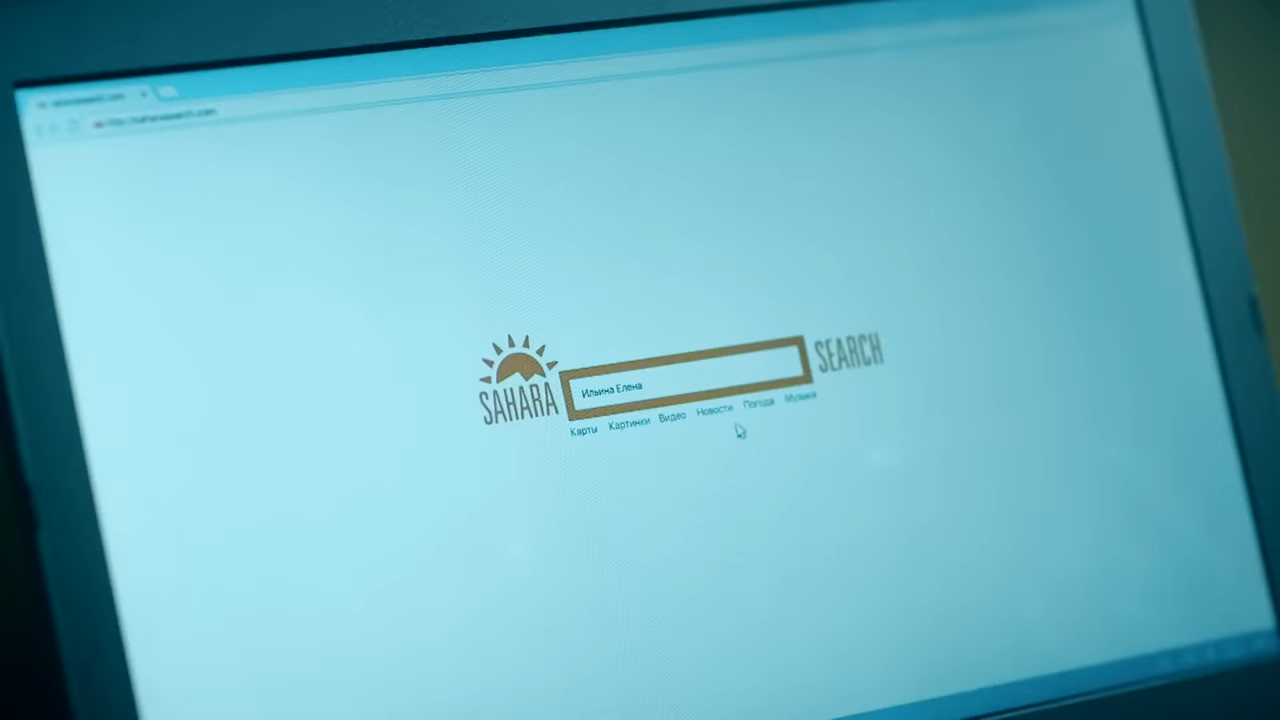 SAHARA
Ильина Елена
SEARCH
Карты Картинки Видео Новости Погода Музыка